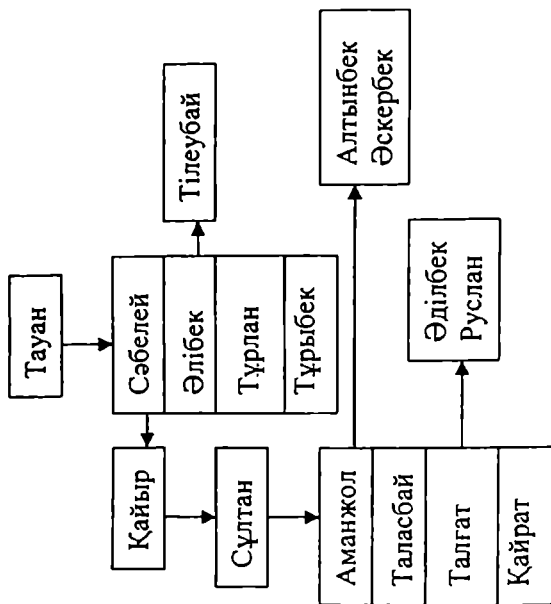 Тауан
Сәбелей
Әлібек
Тұрлан
Тұрыбек
Тілеубай
Қайыр
Сұлтан
Аманжол
Таласбай
Талғат
Қайрат
Алтынбек
Әскербек
Әділбек
Руслан